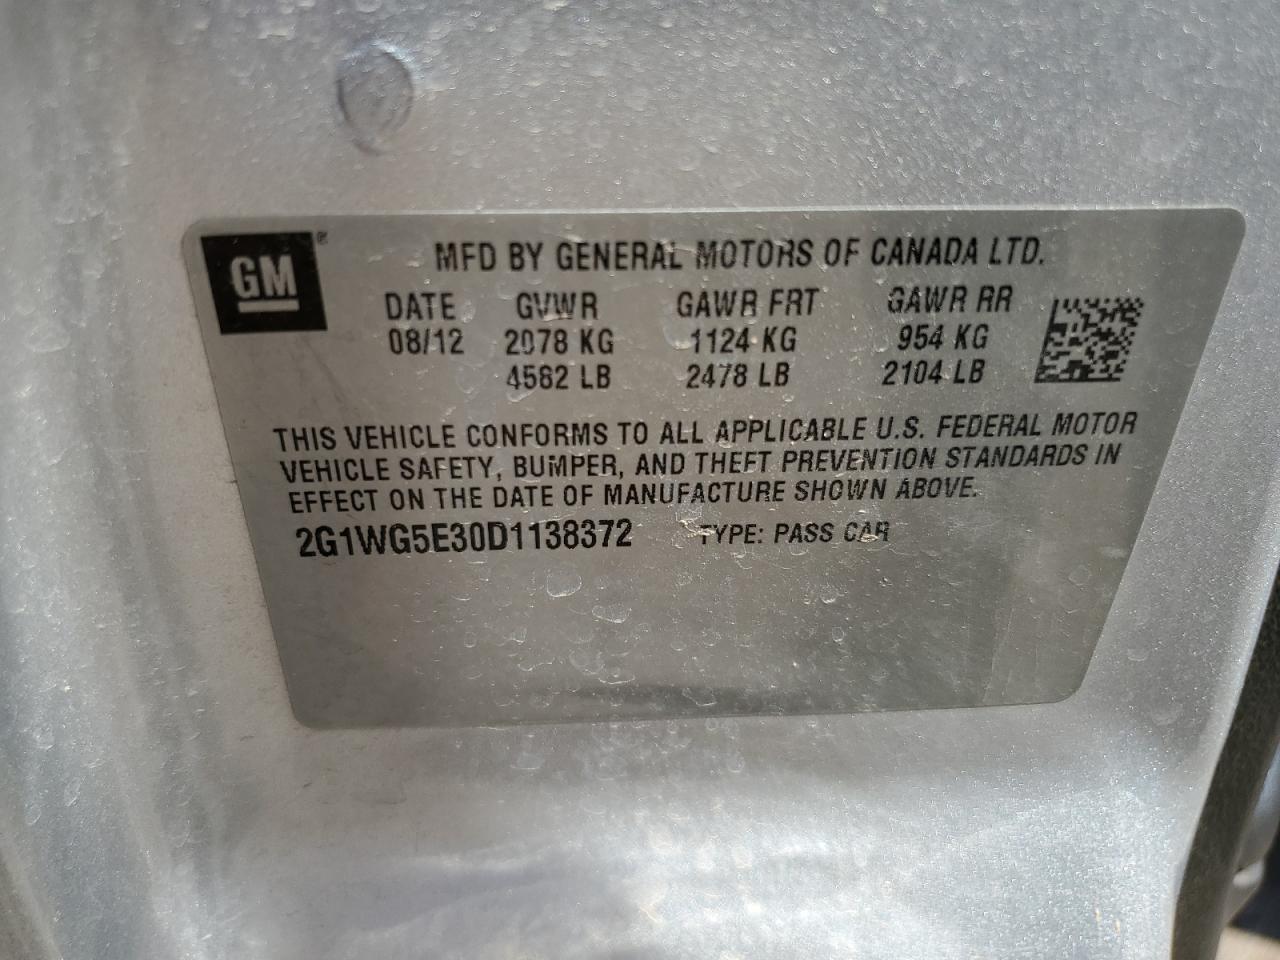 GM®
MFD BY GENERAL MOTORS OF CANADA LTD.
DATE GVWR GAWR FRT GAWR RR
08/12 2078 KG 1124 KG 954 KG
4582 LB 2478 LB 2104 LB
THIS VEHICLE CONFORMS TO ALL APPLICABLE U.S. FEDERAL MOTOR
VEHICLE SAFETY, BUMPER, AND THEFT PREVENTION STANDARDS IN
EFFECT ON THE DATE OF MANUFACTURE SHOWN ABOVE.
2G1WG5E30D1138372 TYPE: PASS CAR